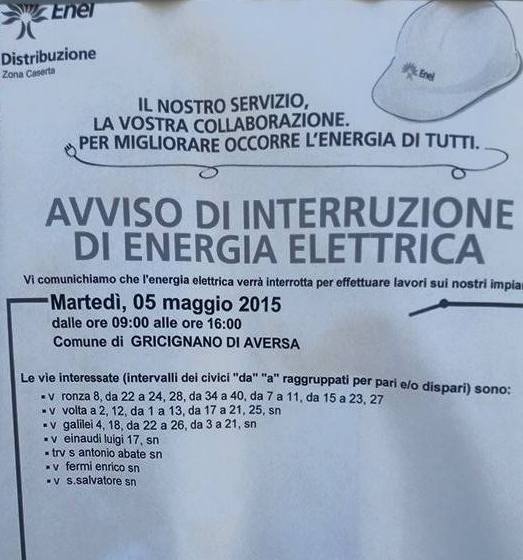 Enel
Distribuzione
Zona Caserta
Enel
IL NOSTRO SERVIZIO,
LA VOSTRA COLLABORAZIONE.
PER MIGLIORARE OCCORRE L'ENERGIA DI TUTTI.
AVVISO DI INTERRUZIONE
DI ENERGIA ELETTRICA
Vi comunichiamo che l'energia elettrica verrà interrotta per effettuare lavori sui nostri impia
Martedì, 05 maggio 2015
dalle ore 09:00 alle ore 16:00
Comune di GRICIGNANO DI AVERSA
Le vie interessate (intervalli dei civici "da" "a" raggruppati per pari e/o dispari) sono:
▪ v ronza 8, da 22 a 24, 28, da 34 a 40, da 7 a 11, da 15 a 23, 27
▪ v volta a 2, 12, da 1 a 13, da 17 a 21, 25, sn
▪ v galilei 4, 18, da 22 a 26, da 3 a 21, sn
▪ v einaudi luigi 17, sn
▪ trv s antonio abate sn
▪ v fermi enrico sn
▪ v s.salvatore sn